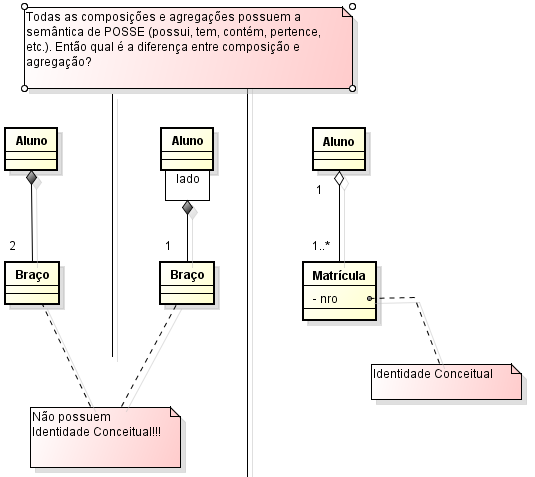 Todas as composições e agregações possuem a
semântica de POSSE (possui, tem, contém, pertence,
etc.). Então qual é a diferença entre composição e
agregação?
Aluno
2
Braço
Aluno
lado
1
Braço
Não possuem
Identidade Conceitual!!!
Aluno
1
1..*
Matrícula
- nro
Identidade Conceitual